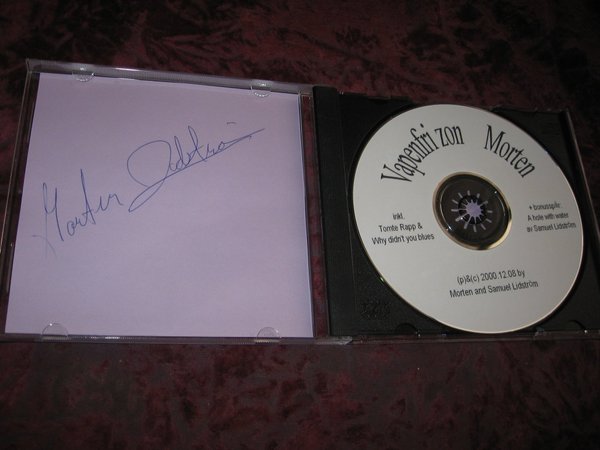 Morten Lidström
Vapenfri zon Morten
inkl.
Tomte Rapp &
Why didn't you blues
+ bonusspår:
A hole with water
av Samuel Lidström
(p)&(c) 2000.12.08 by
Morten and Samuel Lidström